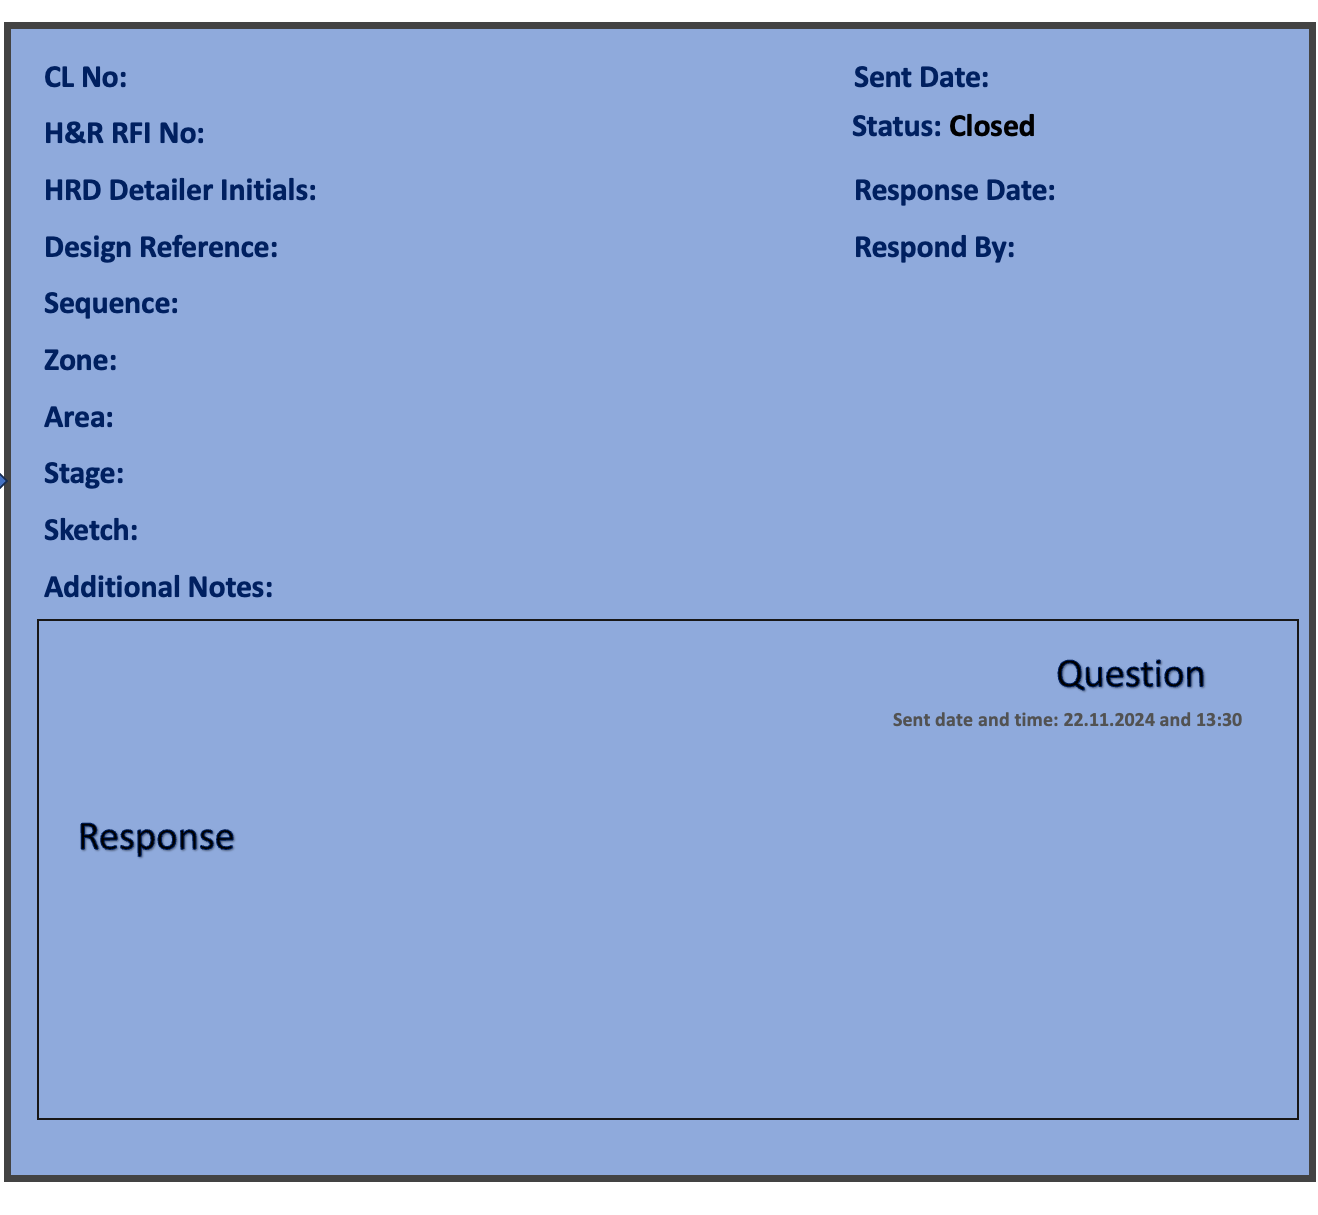 CL No:
Sent Date:
H&R RFI No:
Status: Closed
HRD Detailer Initials:
Response Date:
Design Reference:
Respond By:
Sequence:
Zone:
Area:
Stage:
Sketch:
Additional Notes:
Question
Sent date and time: 22.11.2024 and 13:30
Response